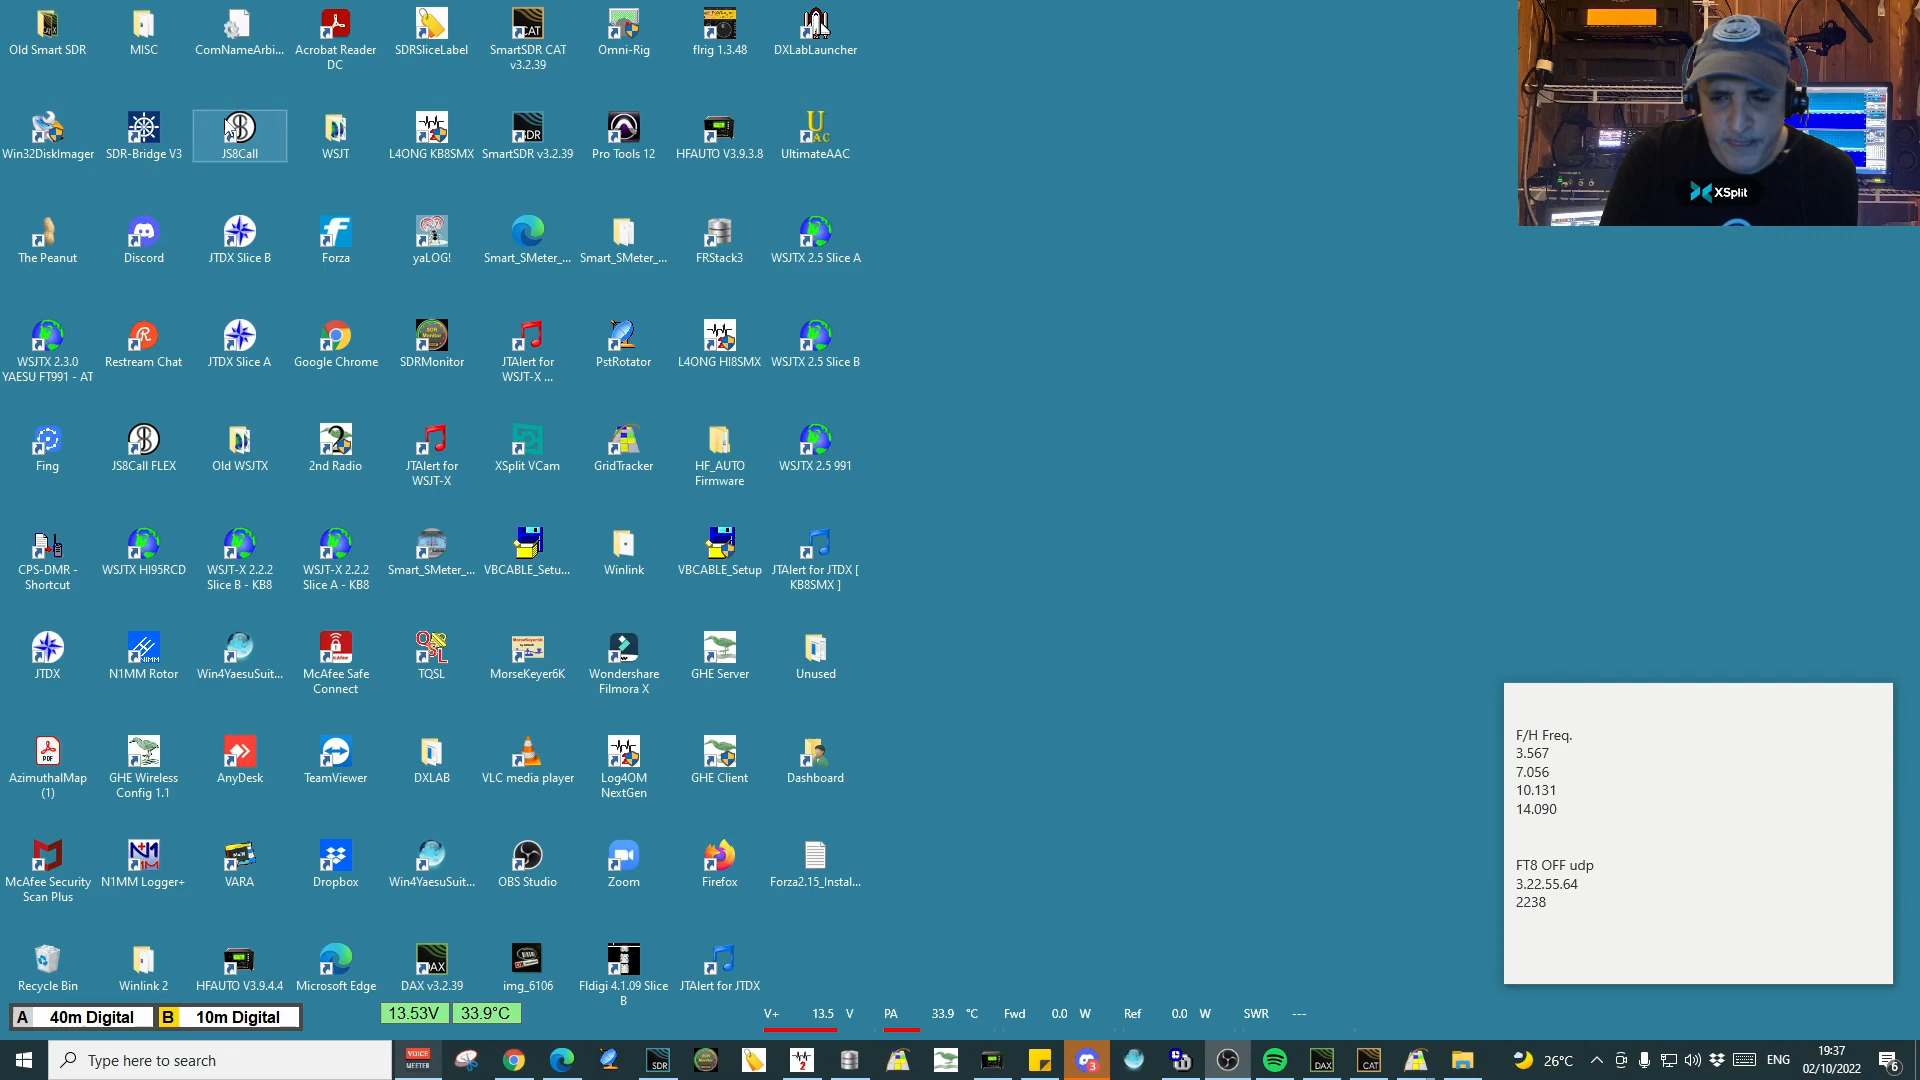 Old Smart SDR
MISC
ComNameArbi...
Acrobat Reader
DC
SDRSliceLabel
SmartSDR CAT
v3.2.39
Omni-Rig
flrig 1.3.48
DXLabLauncher
Win32DiskImager
SDR-Bridge V3
JS8Call
WSJT
L4ONG KB8SMX
SmartSDR v3.2.39
Pro Tools 12
HFAUTO V3.9.3.8
UltimateAAC
XSplit
The Peanut
Discord
JTDX Slice B
Forza
yaLOG!
Smart_SMeter_...
Smart_SMeter_...
FRStack3
WSJTX 2.5 Slice A
WSJTX 2.3.0
YAESU FT991 - AT
Restream Chat
JTDX Slice A
Google Chrome
SDRMonitor
JTAlert for
WSJT-X ...
PstRotator
L4ONG HI8SMX
WSJTX 2.5 Slice B
Fing
JS8Call FLEX
Old WSJTX
2nd Radio
JTAlert for
WSJT-X
XSplit VCam
GridTracker
HF_AUTO
Firmware
WSJTX 2.5 991
CPS-DMR -
Shortcut
WSJTX HI95RCD
WSJT-X 2.2.2
Slice B - KB8
WSJT-X 2.2.2
Slice A - KB8
Smart_SMeter_...
VBCABLE_Setu...
Winlink
VBCABLE_Setup
JTAlert for JTDX [
KB8SMX ]
JTDX
N1MM Rotor
Win4YaesuSuit...
McAfee Safe
Connect
TQSL
MorseKeyer6K
Wondershare
Filmora X
GHE Server
Unused
AzimuthalMap
(1)
GHE Wireless
Config 1.1
AnyDesk
TeamViewer
DXLAB
VLC media player
Log4OM
NextGen
GHE Client
Dashboard
McAfee Security
Scan Plus
N1MM Logger+
VARA
Dropbox
Win4YaesuSuit...
OBS Studio
Zoom
Firefox
Forza2.15_Instal...
Recycle Bin
Winlink 2
HFAUTO V3.9.4.4
Microsoft Edge
DAX v3.2.39
img_6106
Fldigi 4.1.09 Slice
B
JTAlert for JTDX
F/H Freq.
3.567
7.056
10.131
14.090
FT8 OFF udp
3.22.55.64
2238
A 40m Digital B 10m Digital
13.53V 33.9°C
V+ 13.5 V PA 33.9 °C Fwd 0.0 W Ref 0.0 W SWR ---
Type here to search
26°C
ENG
19:37
02/10/2022
6